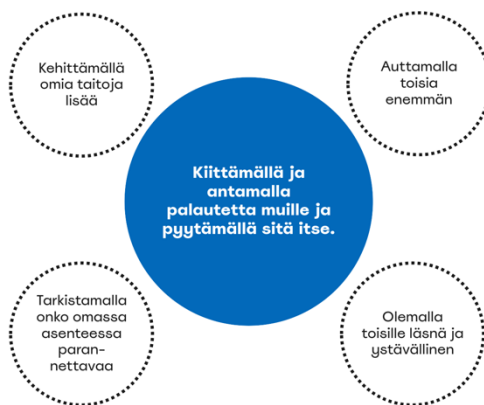 Kehittämällä
omia taitoja
lisää
Auttamalla
toisia
enemmän
Kiittämällä ja
antamalla
palautetta muille ja
pyytämällä sitä itse.
Tarkistamalla
onko omassa
asenteessa
paran-
nettavaa
Olemalla
toisille läsnä ja
ystävällinen